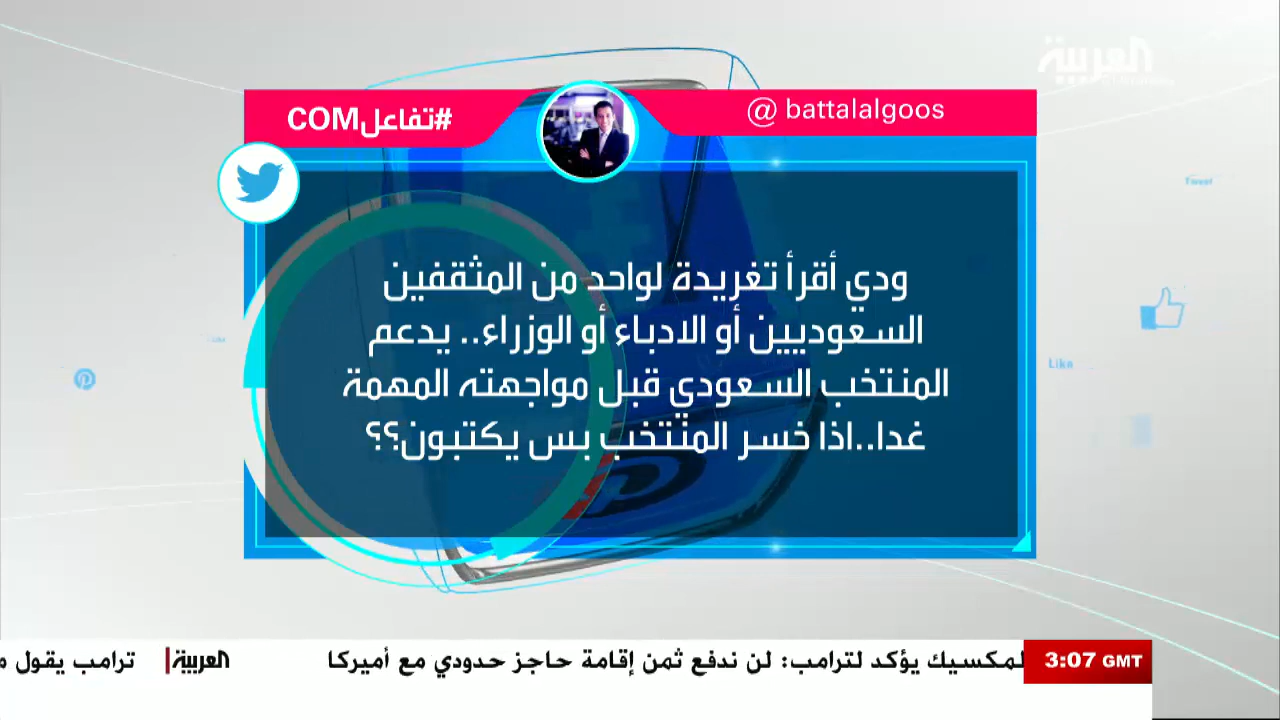 العربية
#تفاعلCOM
@ battalalgoos
Tweet
ودي أقرأ تغريدة لواحد من المثقفين
السعوديين أو الادباء أو الوزراء.. يدعم
المنتخب السعودي قبل مواجهته المهمة
غدا..اذا خسر المنتخب بس يكتبون؟؟
Like
3:07 GMT
لمكسيك يؤكد لترامب: لن ندفع ثمن إقامة حاجز حدودي مع أميركا
العربية
ترامب يقول